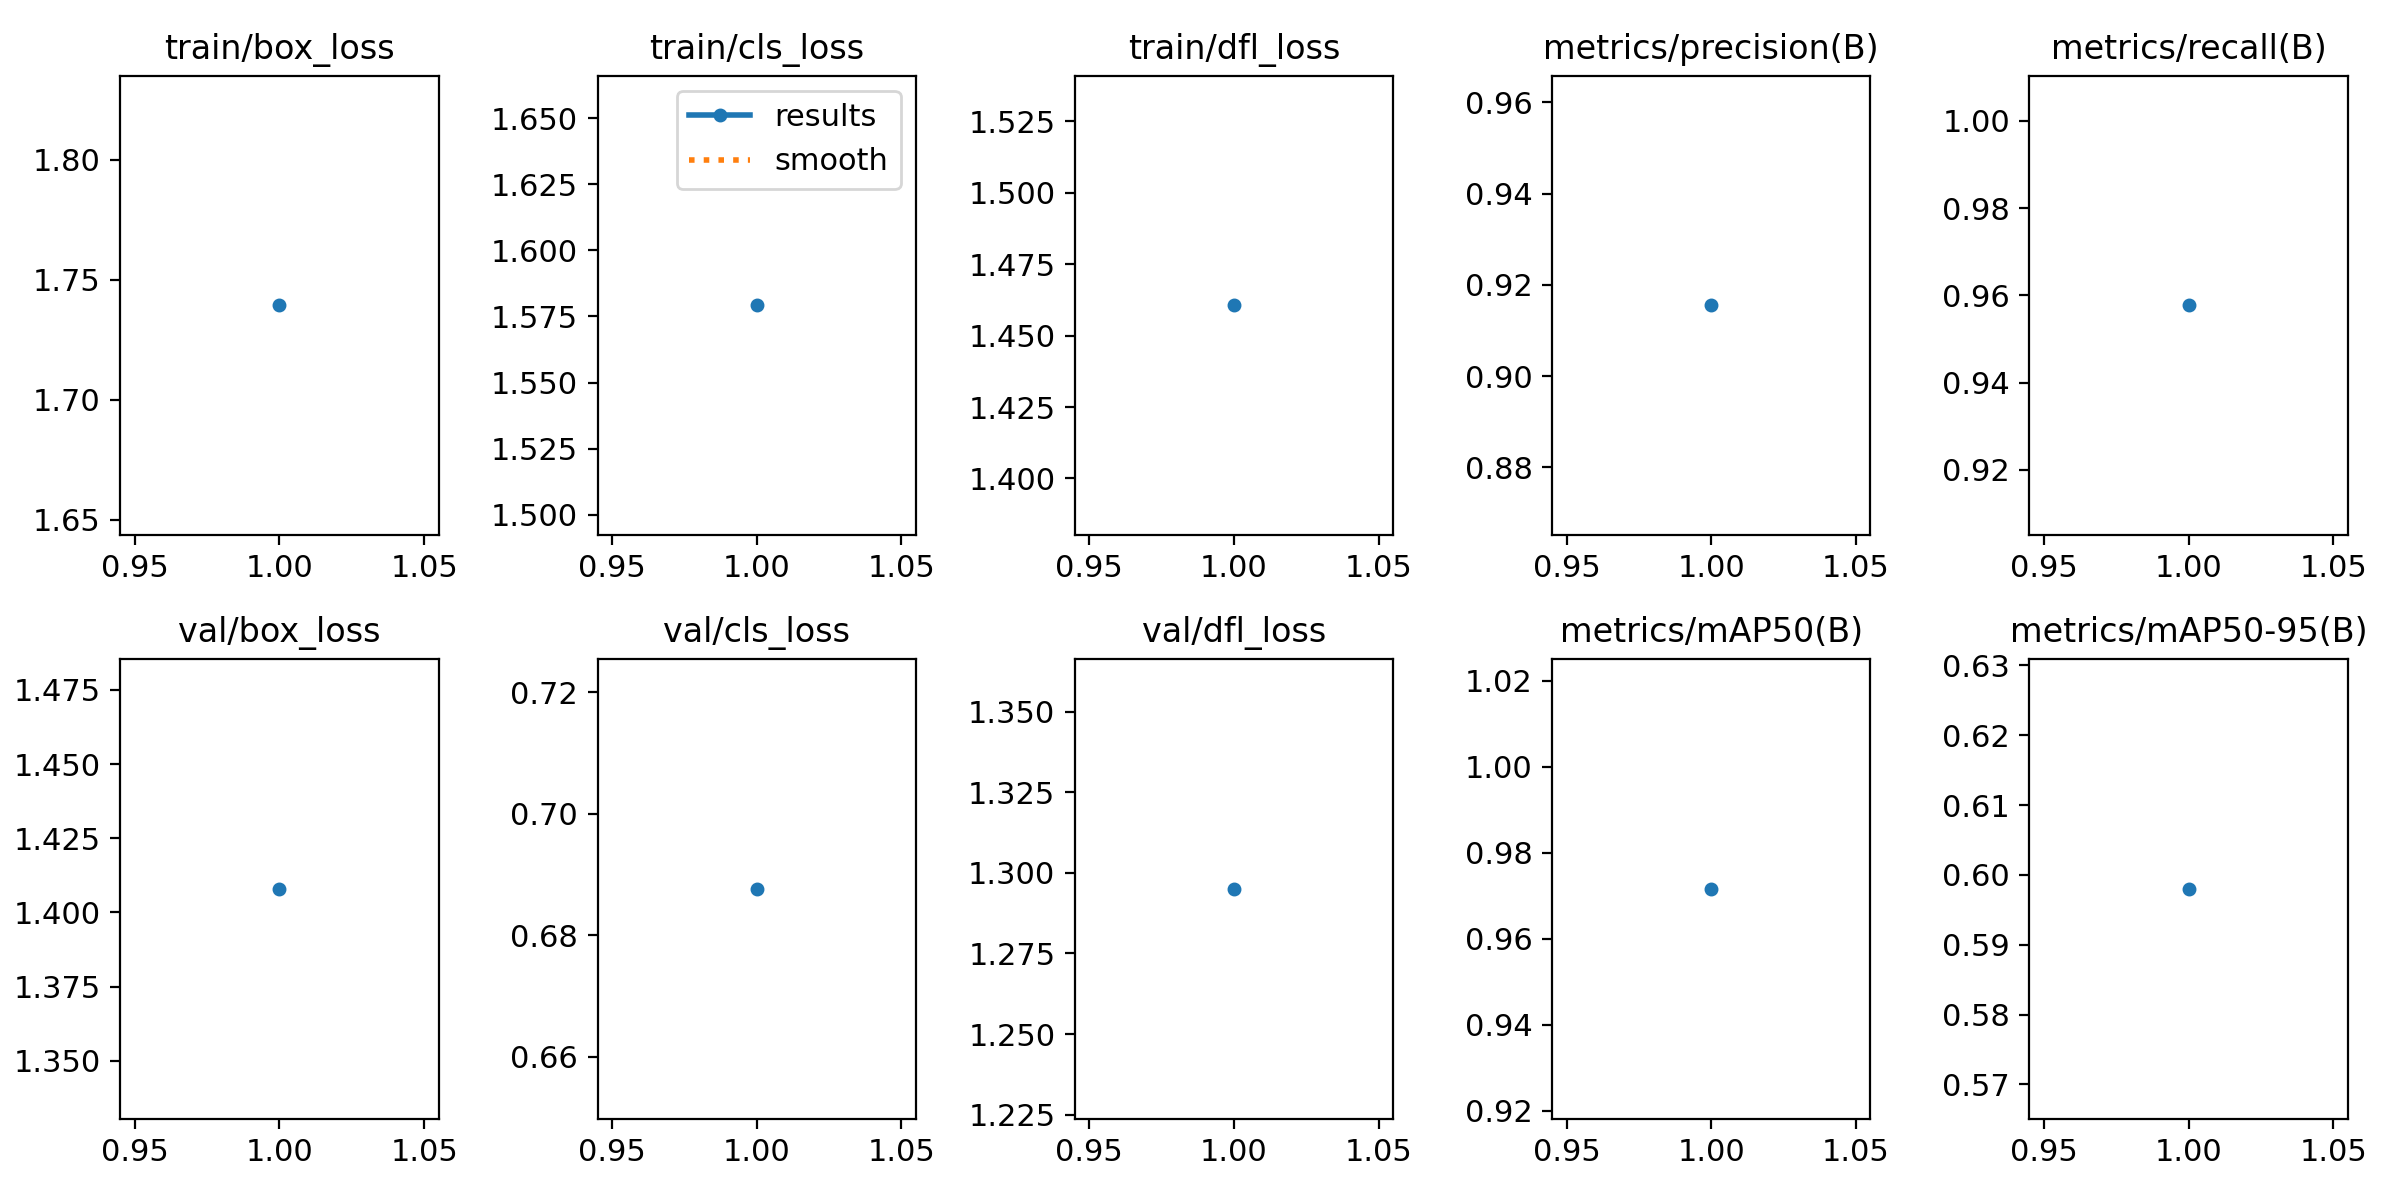 train/box_loss
1.80
1.75
1.70
1.65
0.95 1.00 1.05
train/cls_loss
results
smooth
1.650
1.625
1.600
1.575
1.550
1.525
1.500
0.95 1.00 1.05
train/dfl_loss
1.525
1.500
1.475
1.450
1.425
1.400
0.95 1.00 1.05
metrics/precision(B)
0.96
0.94
0.92
0.90
0.88
0.95 1.00 1.05
metrics/recall(B)
1.00
0.98
0.96
0.94
0.92
0.95 1.00 1.05
val/box_loss
1.475
1.450
1.425
1.400
1.375
1.350
0.95 1.00 1.05
val/cls_loss
0.72
0.70
0.68
0.66
0.95 1.00 1.05
val/dfl_loss
1.350
1.325
1.300
1.275
1.250
1.225
0.95 1.00 1.05
metrics/mAP50(B)
1.02
1.00
0.98
0.96
0.94
0.92
0.95 1.00 1.05
metrics/mAP50-95(B)
0.63
0.62
0.61
0.60
0.59
0.58
0.57
0.95 1.00 1.05